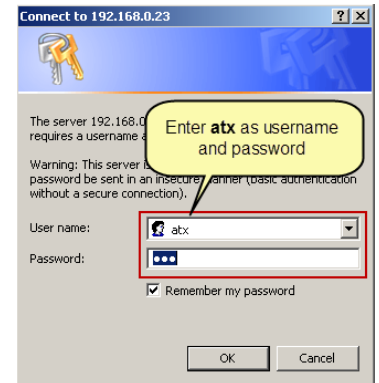 Connect to 192.168.0.23
The server 192.168.0
requires a username a
Enter atx as username
and password
Warning: This server
password be sent in an insecure manner (basic authentication
without a secure connection).
User name:
atx
Password:
•••
Remember my password
OK
Cancel